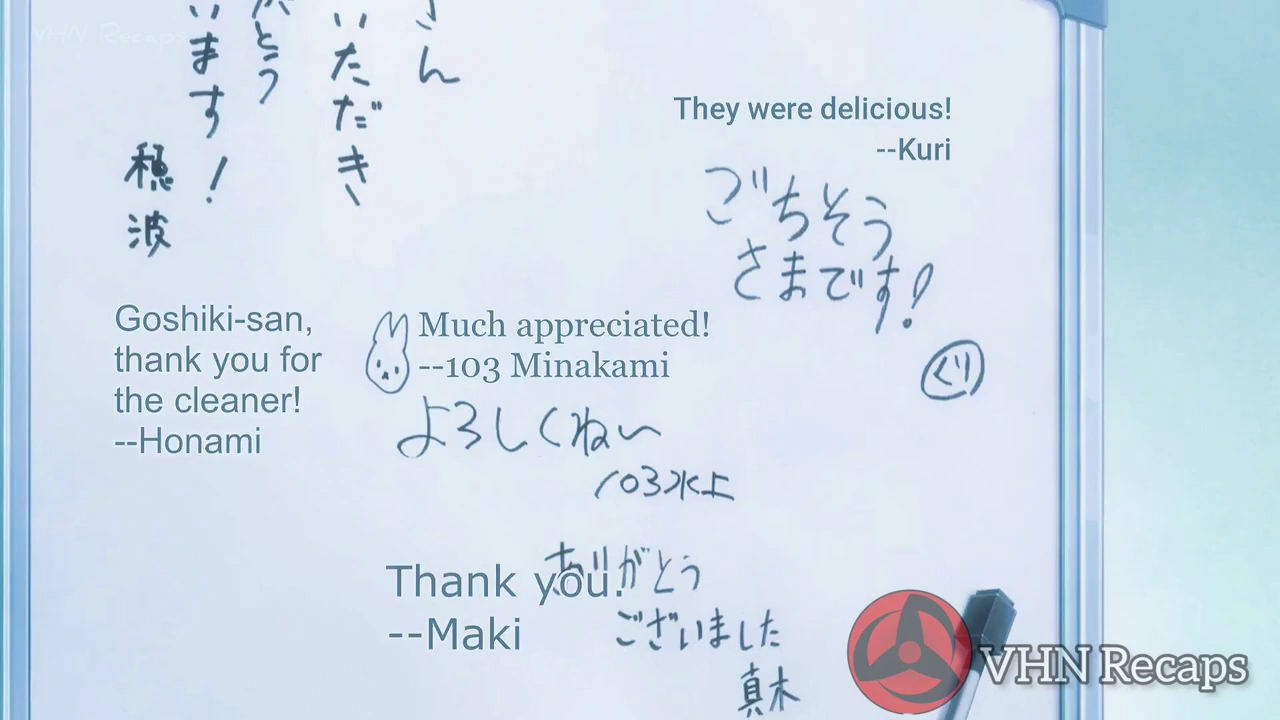 VHN Recaps
さん
いただき
がとう
います!
穂波
They were delicious!
--Kuri
ごちそう
さまです!
くり
Goshiki-san,
thank you for
the cleaner!
--Honami
Much appreciated!
--103 Minakami
よろしくね〜
103水上
Thank you.
--Maki
ありがとう
ございました
真木
VHN Recaps